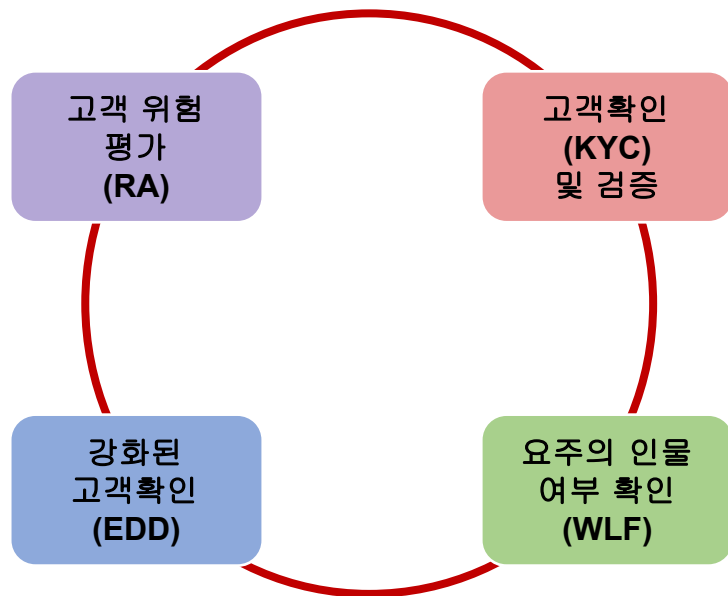 고객 위험
평가
(RA)
고객확인
(KYC)
및 검증
강화된
고객확인
(EDD)
요주의 인물
여부 확인
(WLF)